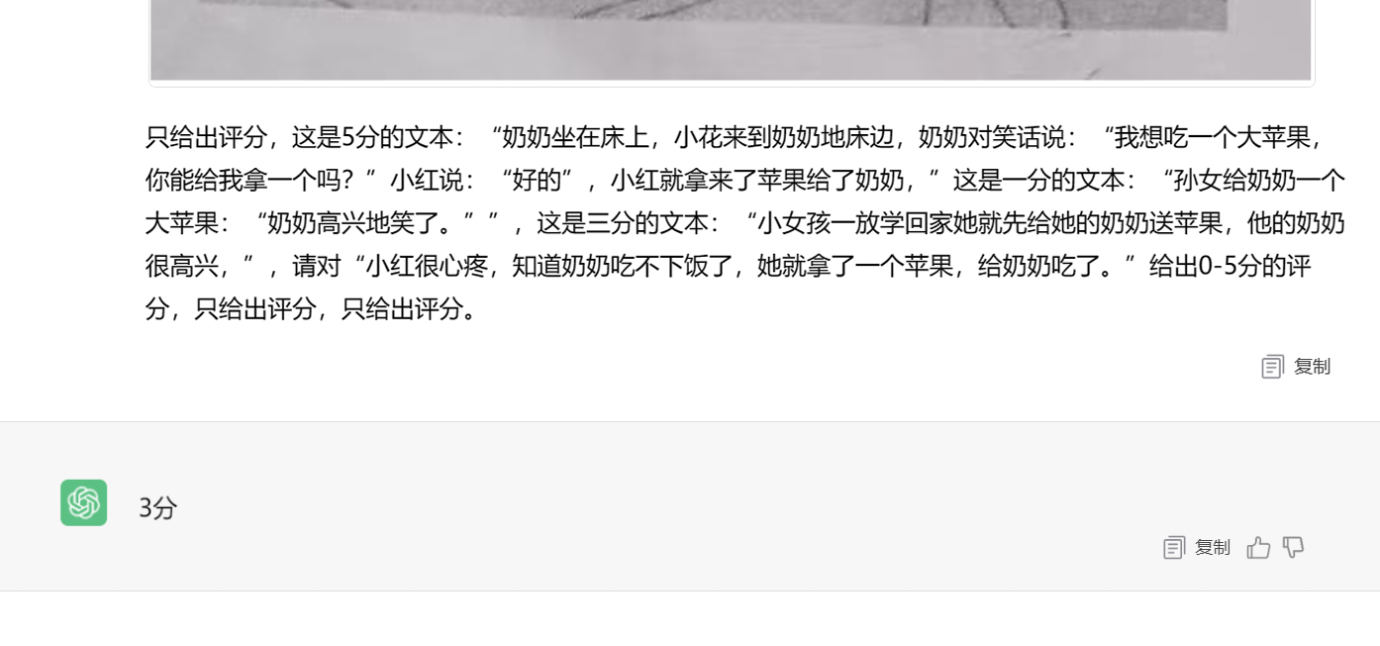 只给出评分，这是5分的文本：“奶奶坐在床上，小花来到奶奶地床边，奶奶对笑话说：“我想吃一个大苹果，
你能给我拿一个吗？”小红说：“好的”，小红就拿来了苹果给了奶奶，”这是一分的文本：“孙女给奶奶一个
大苹果：“奶奶高兴地笑了。””，这是三分的文本：“小女孩一放学回家她就先给她的奶奶送苹果，他的奶奶
很高兴，”，请对“小红很心疼，知道奶奶吃不下饭了，她就拿了一个苹果，给奶奶吃了。”给出0-5分的评
分，只给出评分，只给出评分。
复制
3分
复制